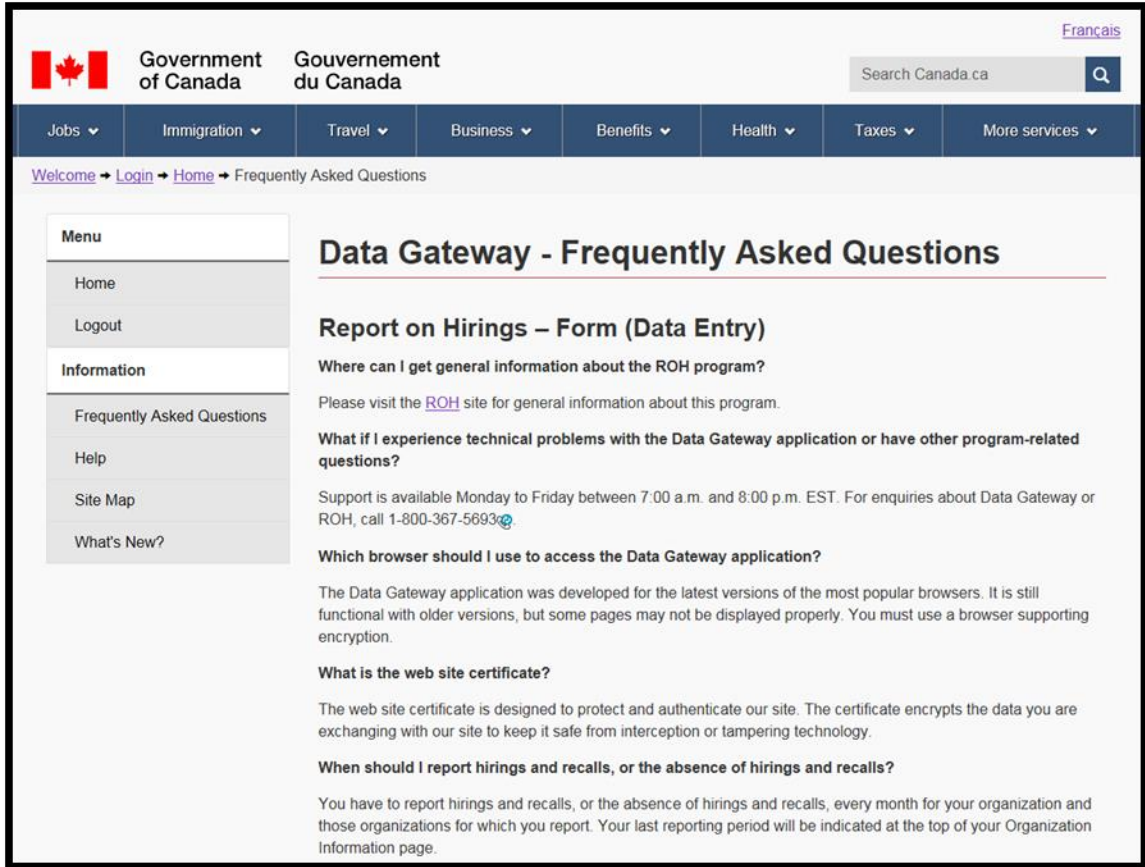 Français
Government of Canada
Gouvernement du Canada
Search Canada.ca
Jobs Immigration Travel Business Benefits Health Taxes More services
Welcome → Login → Home → Frequently Asked Questions
Menu
Home
Logout
Information
Frequently Asked Questions
Help
Site Map
What's New?
Data Gateway - Frequently Asked Questions
Report on Hirings – Form (Data Entry)
Where can I get general information about the ROH program?
Please visit the ROH site for general information about this program.
What if I experience technical problems with the Data Gateway application or have other program-related
questions?
Support is available Monday to Friday between 7:00 a.m. and 8:00 p.m. EST. For enquiries about Data Gateway or
ROH, call 1-800-367-5693.
Which browser should I use to access the Data Gateway application?
The Data Gateway application was developed for the latest versions of the most popular browsers. It is still
functional with older versions, but some pages may not be displayed properly. You must use a browser supporting
encryption.
What is the web site certificate?
The web site certificate is designed to protect and authenticate our site. The certificate encrypts the data you are
exchanging with our site to keep it safe from interception or tampering technology.
When should I report hirings and recalls, or the absence of hirings and recalls?
You have to report hirings and recalls, or the absence of hirings and recalls, every month for your organization and
those organizations for which you report. Your last reporting period will be indicated at the top of your Organization
Information page.